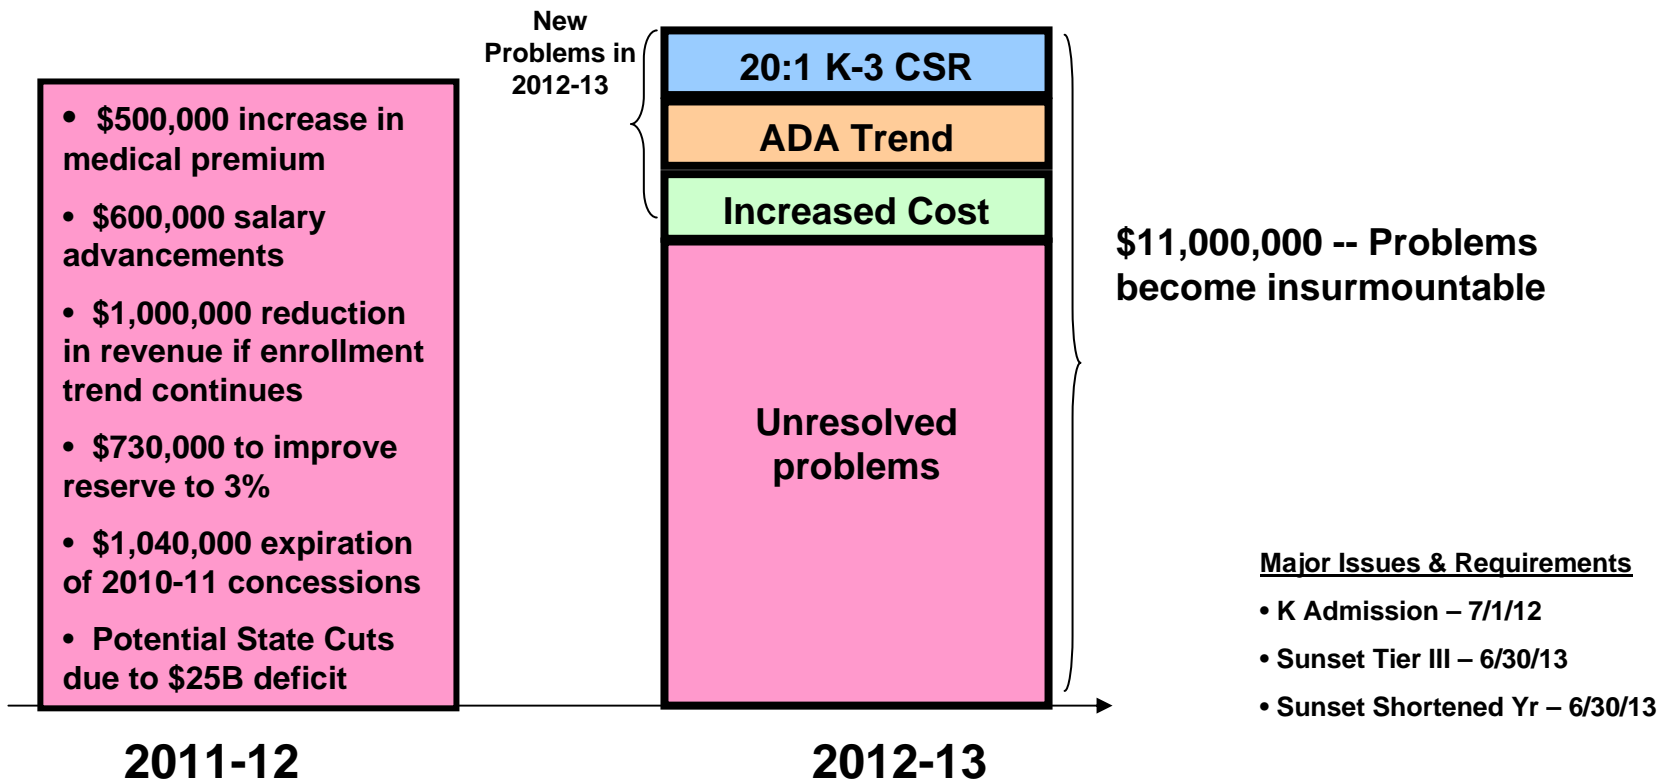 • $500,000 increase in
medical premium
• $600,000 salary
advancements
• $1,000,000 reduction
in revenue if enrollment
trend continues
• $730,000 to improve
reserve to 3%
• $1,040,000 expiration
of 2010-11 concessions
• Potential State Cuts
due to $25B deficit
2011-12
New
Problems in
2012-13
20:1 K-3 CSR
ADA Trend
Increased Cost
Unresolved
problems
2012-13
$11,000,000 -- Problems
become insurmountable
Major Issues & Requirements
• K Admission – 7/1/12
• Sunset Tier III – 6/30/13
• Sunset Shortened Yr – 6/30/13